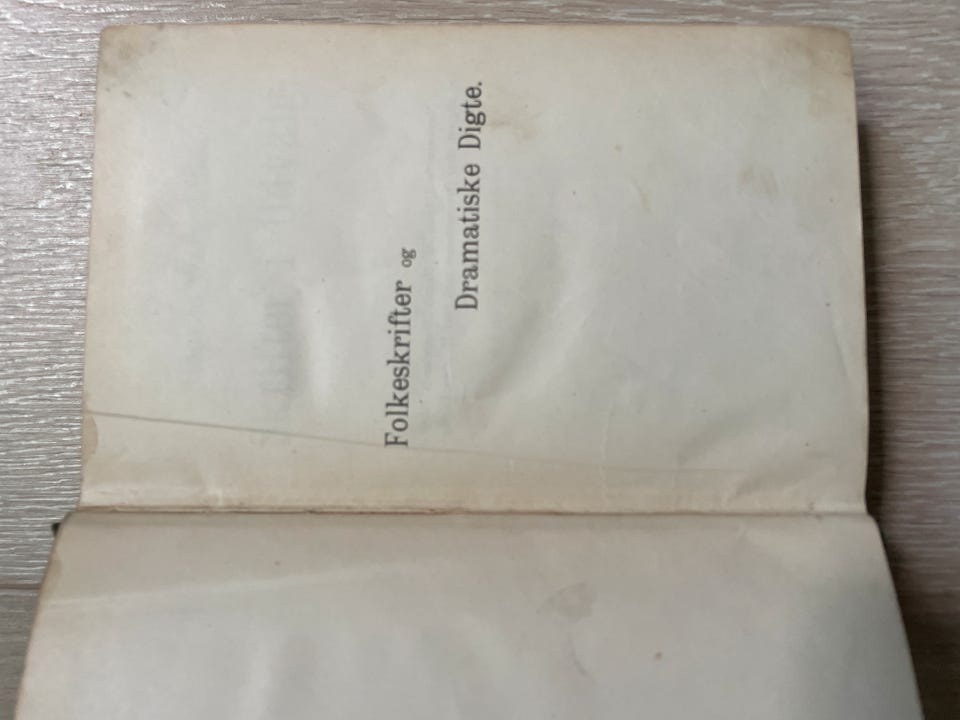 Folkeskrifter og
Dramatiske Digte.